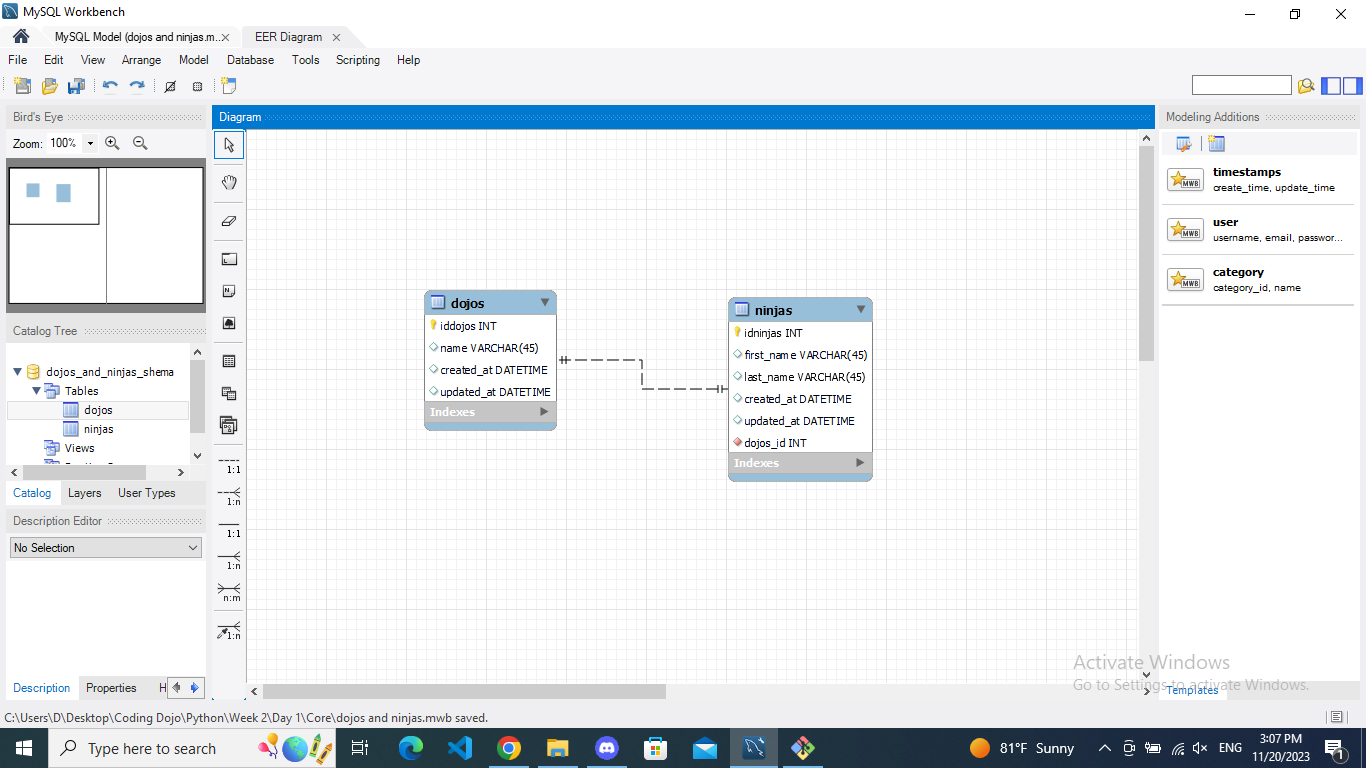 MySQL Workbench
MySQL Model (dojos and ninjas.m..× EER Diagram ×
File Edit View Arrange Model Database Tools Scripting Help
Bird's Eye
Zoom: 100%
Diagram
Modeling Additions
timestamps
create_time, update_time
user
username, email, passwor...
category
category_id, name
Templates
Catalog Tree
dojos_and_ninjas_shema
Tables
dojos
ninjas
Views
Catalog Layers User Types
Description Editor
No Selection
Description Properties H
1:1
1:n
1:1
1:n
n:m
1:n
dojos
iddojos INT
name VARCHAR(45)
created_at DATETIME
updated_at DATETIME
Indexes
ninjas
idninjas INT
first_name VARCHAR(45)
last_name VARCHAR(45)
created_at DATETIME
updated_at DATETIME
dojos_id INT
Indexes
Activate Windows
Go to Settings to activate Windows.
C:\Users\D\Desktop\Coding Dojo\Python\Week 2\Day 1\Core\dojos and ninjas.mwb saved.
Type here to search
81°F Sunny
ENG
3:07 PM
11/20/2023
1